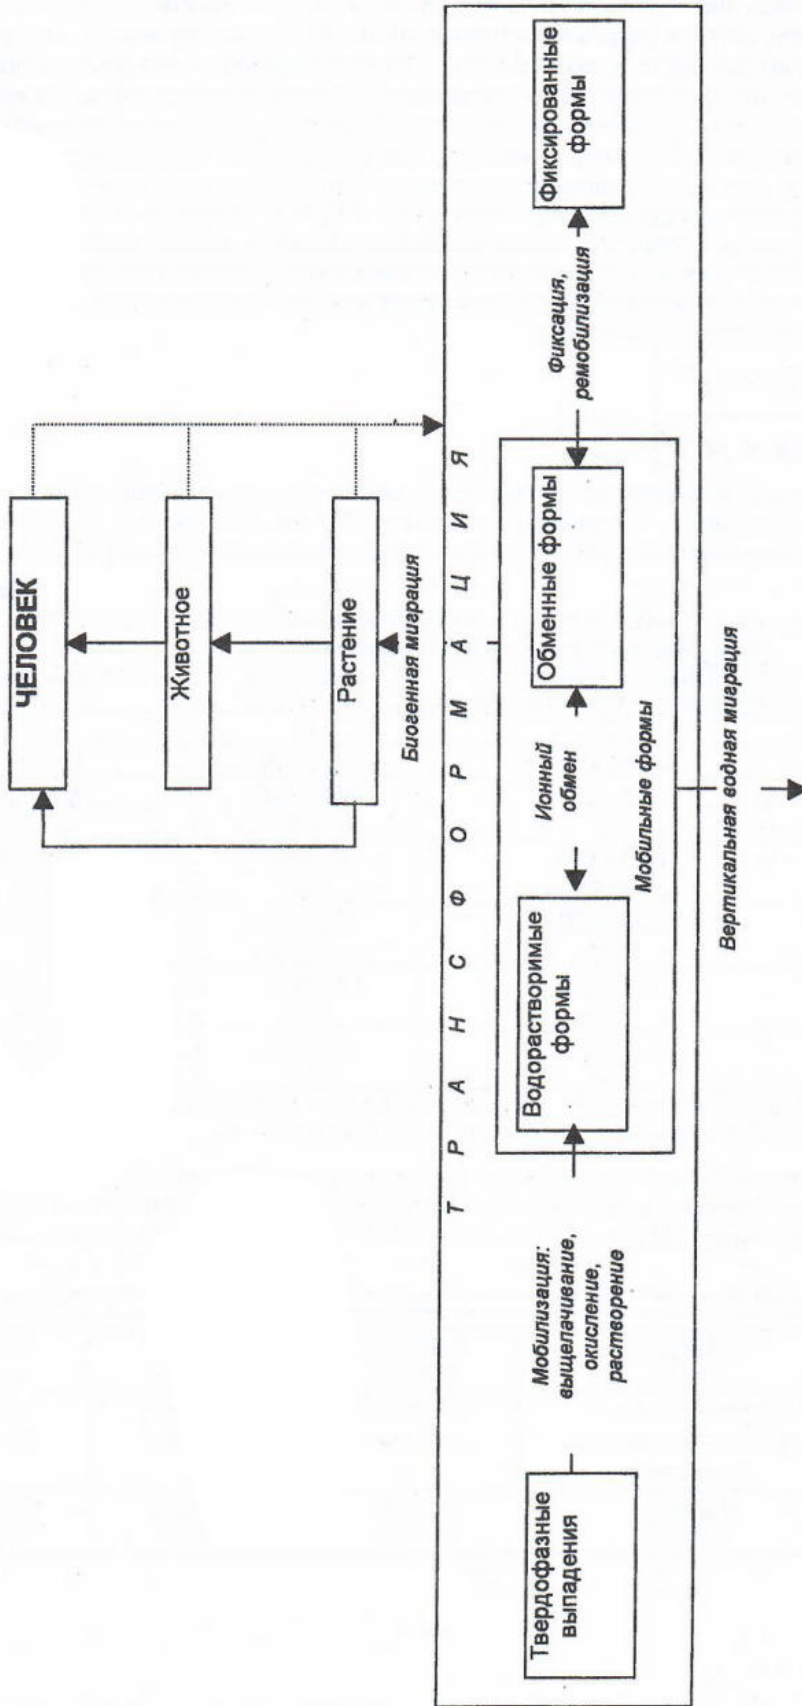 ЧЕЛОВЕК
Животное
Растение
Биогенная миграция
ТРАНСФОРМАЦИЯ
Твердофазные
выпадения
Мобилизация:
выщелачивание,
окисление,
растворение
Водорастворимые
формы
Ионный
обмен
Обменные формы
Мобильные формы
Фиксация,
ремобилизация
Фиксированные
формы
Вертикальная водная миграция